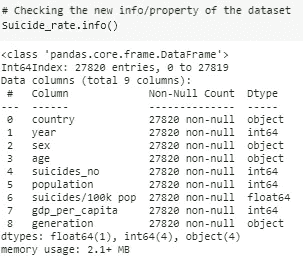 # Checking the new info/property of the dataset
Suicide_rate.info()
<class 'pandas.core.frame.DataFrame'>
Int64Index: 27820 entries, 0 to 27819
Data columns (total 9 columns):
 #   Column             Non-Null Count  Dtype
---  ------             --------------  -----
 0   country            27820 non-null  object
 1   year               27820 non-null  int64
 2   sex                27820 non-null  object
 3   age                27820 non-null  object
 4   suicides_no        27820 non-null  int64
 5   population         27820 non-null  int64
 6   suicides/100k pop  27820 non-null  float64
 7   gdp_per_capita     27820 non-null  int64
 8   generation         27820 non-null  object
dtypes: float64(1), int64(4), object(4)
memory usage: 2.1+ MB